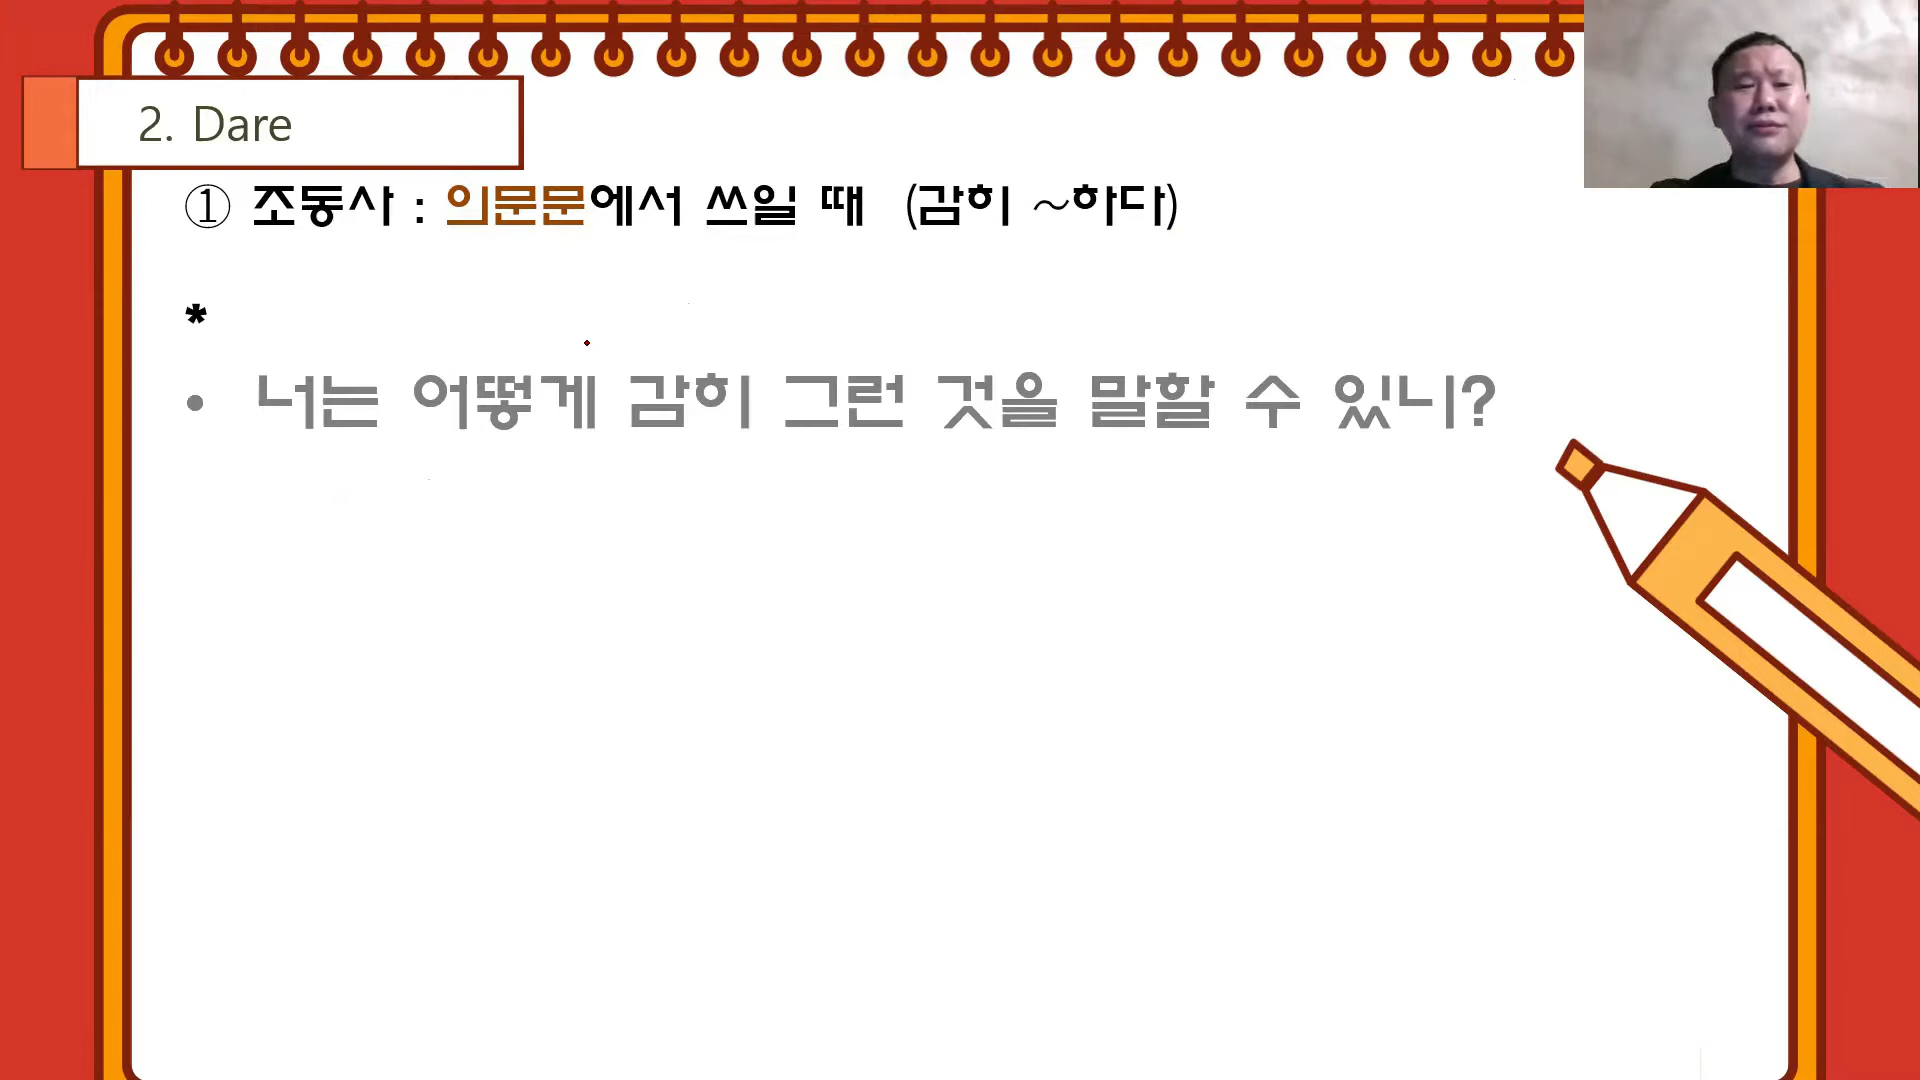 2. Dare
① 조동사 : 의문문에서 쓰일 때 (감히 ~하다)
*
• 너는 어떻게 감히 그런 것을 말할 수 있니?